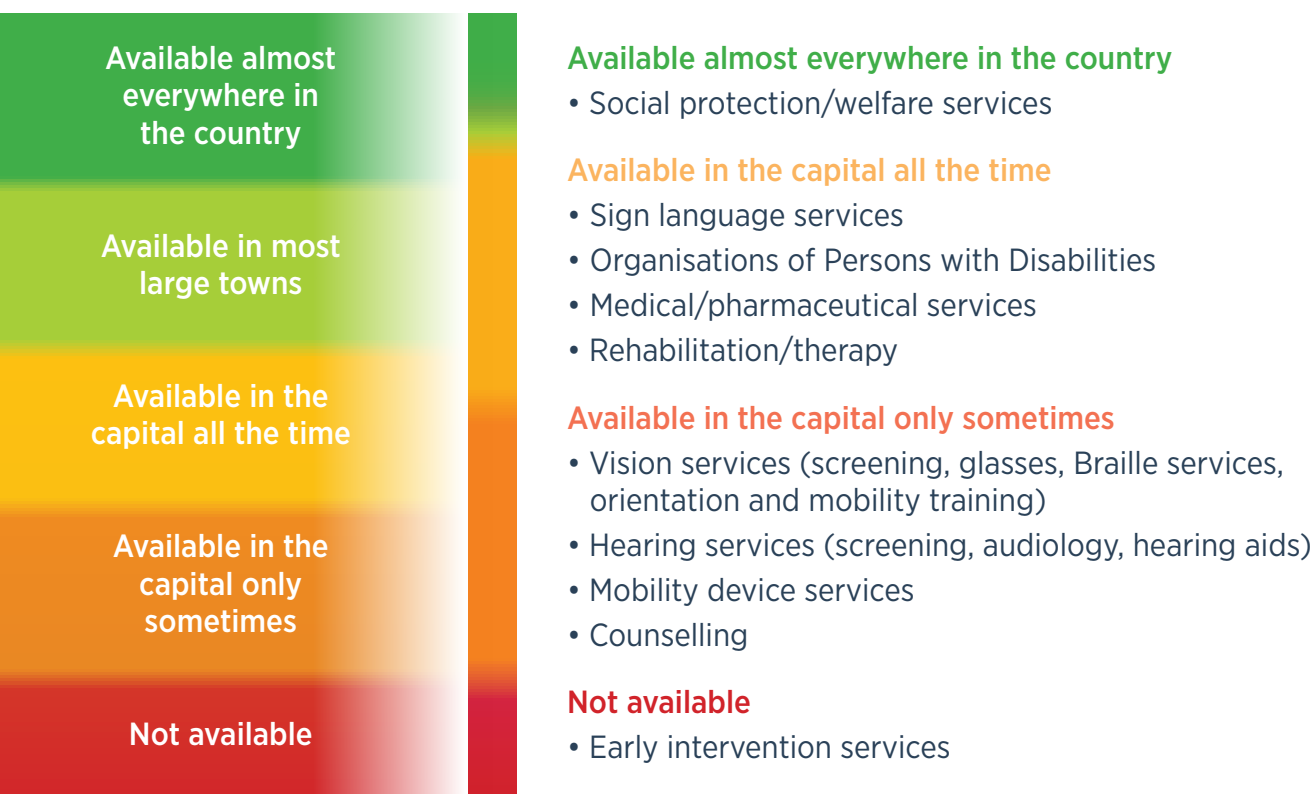 Available almost
everywhere in
the country
Available in most
large towns
Available in the
capital all the time
Available in the
capital only
sometimes
Not available
Available almost everywhere in the country
• Social protection/welfare services
Available in the capital all the time
• Sign language services
• Organisations of Persons with Disabilities
• Medical/pharmaceutical services
• Rehabilitation/therapy
Available in the capital only sometimes
• Vision services (screening, glasses, Braille services,
orientation and mobility training)
• Hearing services (screening, audiology, hearing aids)
• Mobility device services
• Counselling
Not available
• Early intervention services